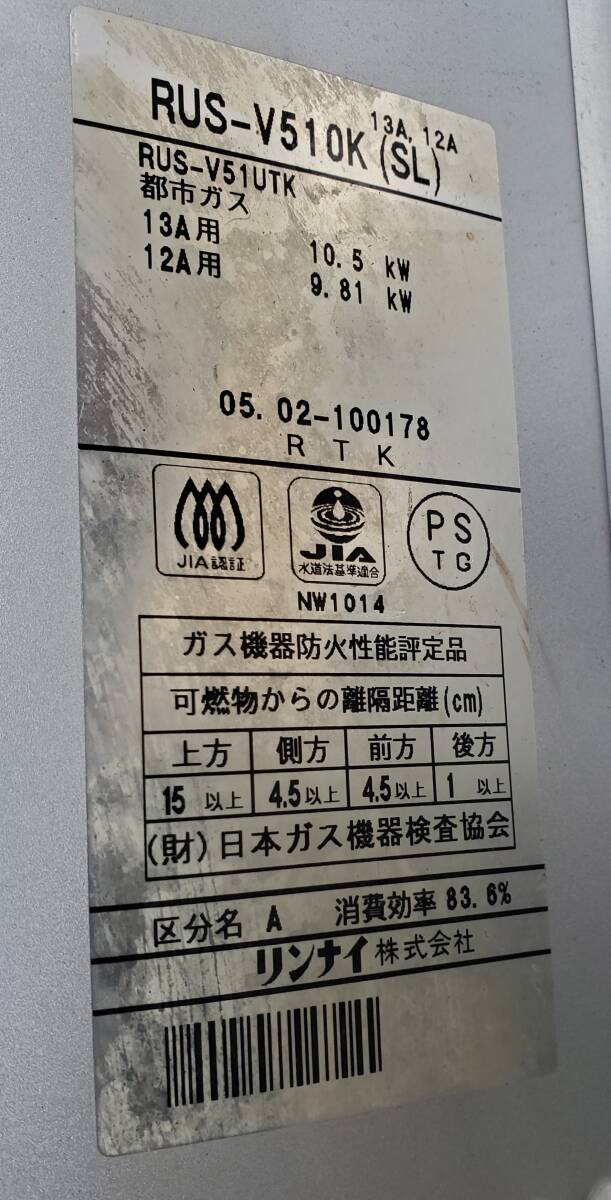 13A, 12A
RUS-V510K (SL)
RUS-V51UTK
都市ガス
13A用 10.5 kW
12A用 9.81 kW
05. 02-100178
R T K
JIA認証
JIA
水道法基準適合
PS
TG
NW1014
ガス機器防火性能評定品
可燃物からの離隔距離(cm)
上方 側方 前方 後方
15 以上 4.5以上 4.5以上 1 以上
(財)日本ガス機器検査協会
区分名 A 消費効率 83.6%
リンナイ株式会社